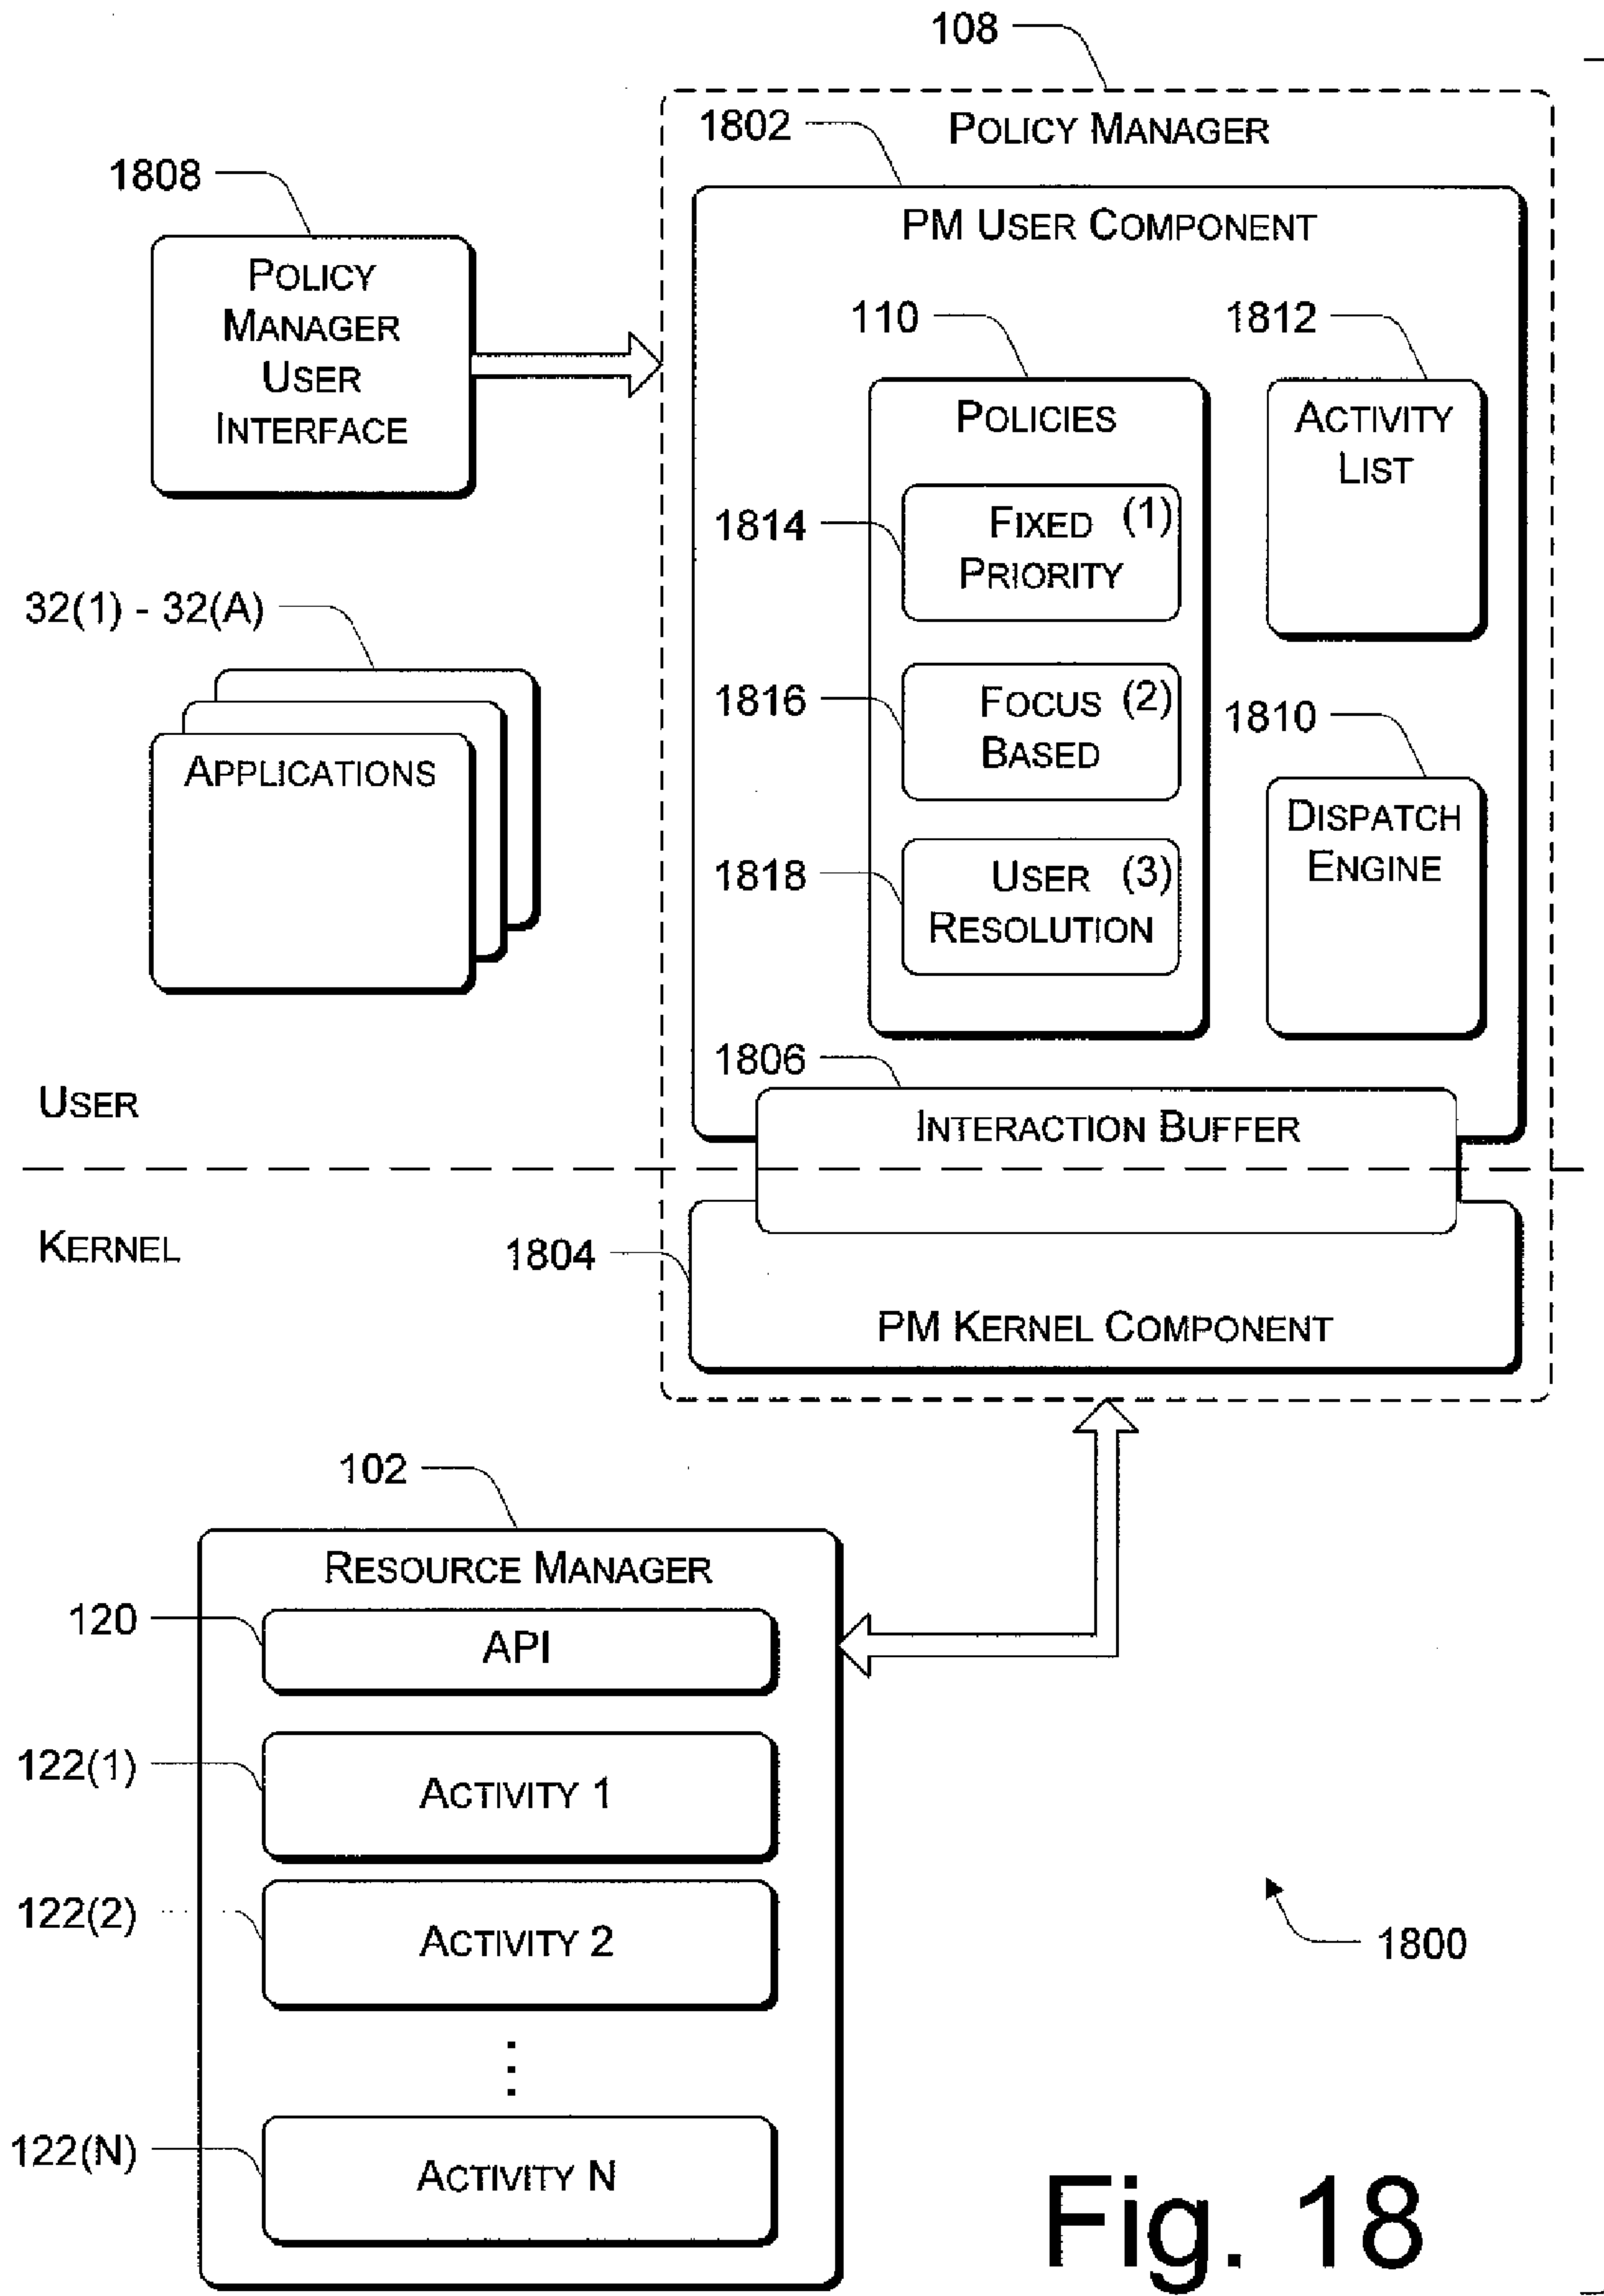 108
1802
POLICY MANAGER
1808
PM USER COMPONENT
POLICY
MANAGER
USER
INTERFACE
110
1812
POLICIES
ACTIVITY
LIST
1814
FIXED (1)
PRIORITY
32(1) - 32(A)
1816
FOCUS (2)
BASED
1810
APPLICATIONS
DISPATCH
ENGINE
1818
USER (3)
RESOLUTION
1806
USER
INTERACTION BUFFER
KERNEL
1804
PM KERNEL COMPONENT
102
RESOURCE MANAGER
120
API
122(1)
ACTIVITY 1
122(2)
ACTIVITY 2
1800
122(N)
ACTIVITY N
Fig. 18